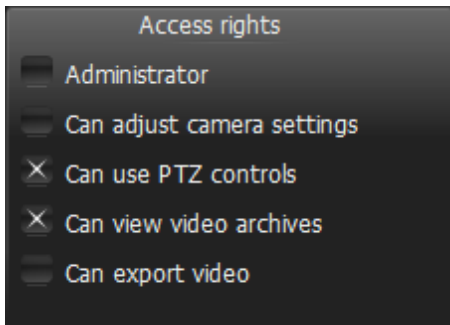 Access rights
Administrator
Can adjust camera settings
Can use PTZ controls
Can view video archives
Can export video